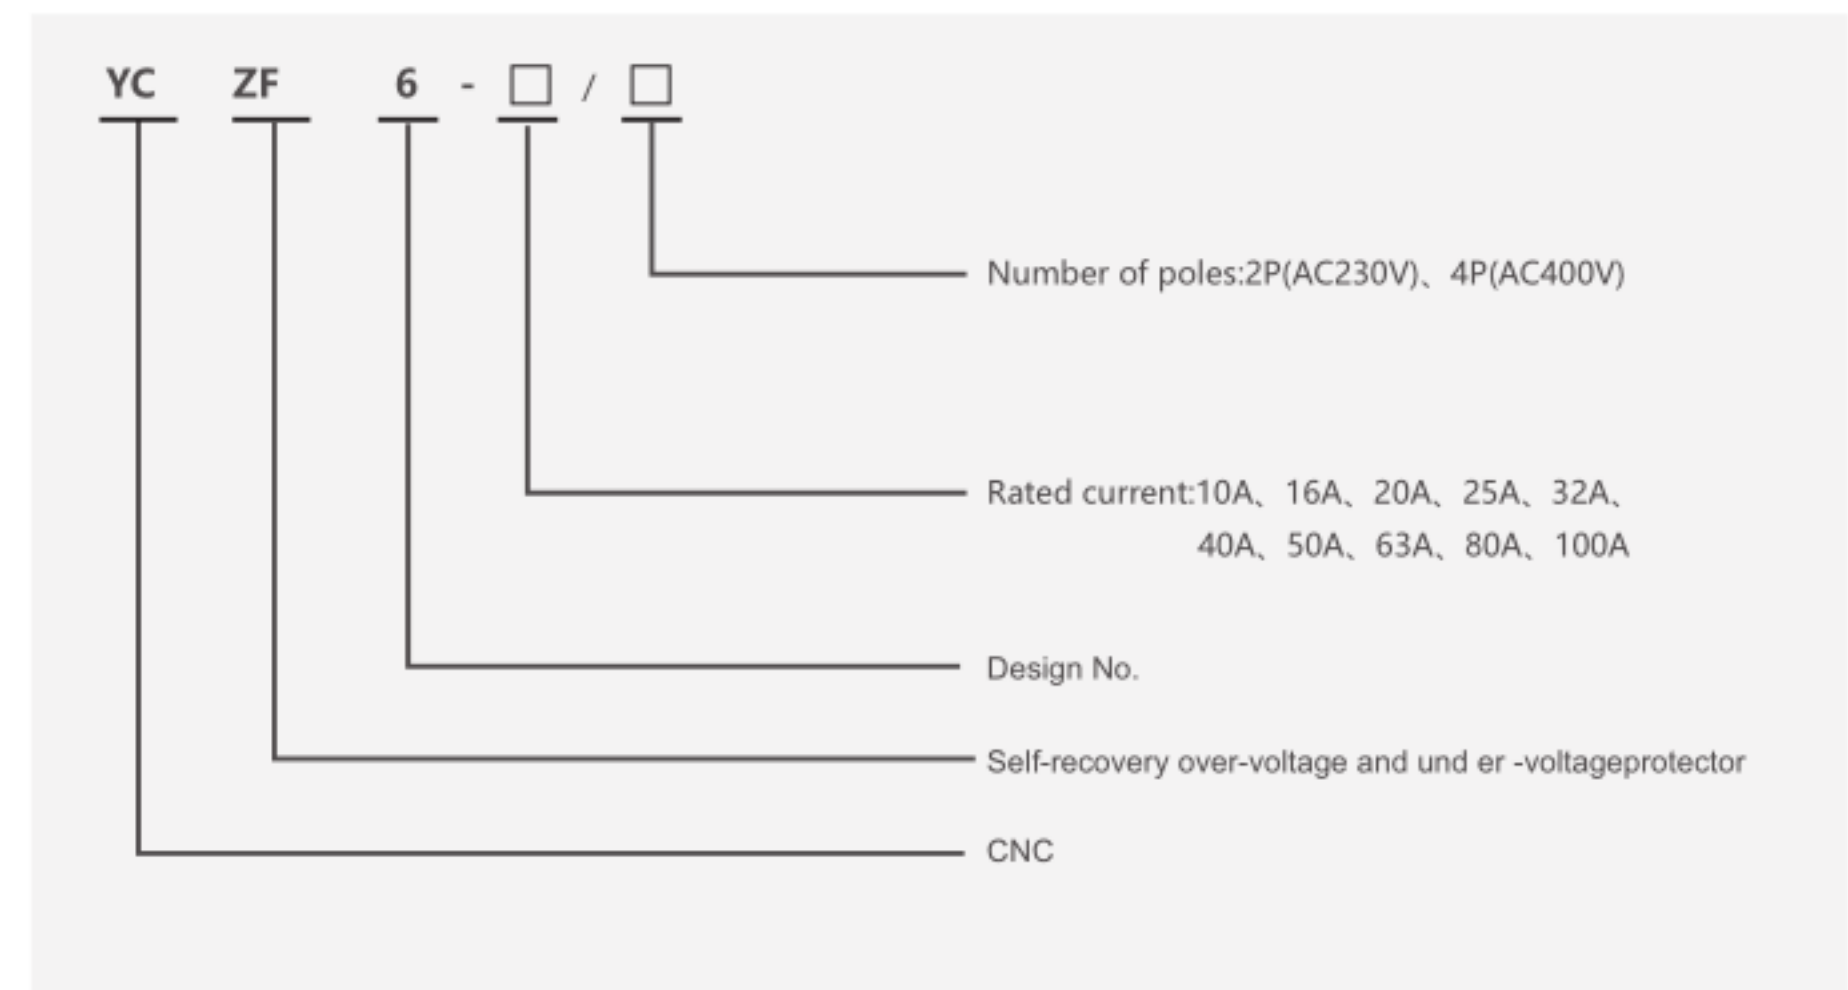 YC ZF 6 - □ / □
Number of poles:2P(AC230V)、4P(AC400V)
Rated current:10A、16A、20A、25A、32A、
40A、50A、63A、80A、100A
Design No.
Self-recovery over-voltage and und er -voltageprotector
CNC